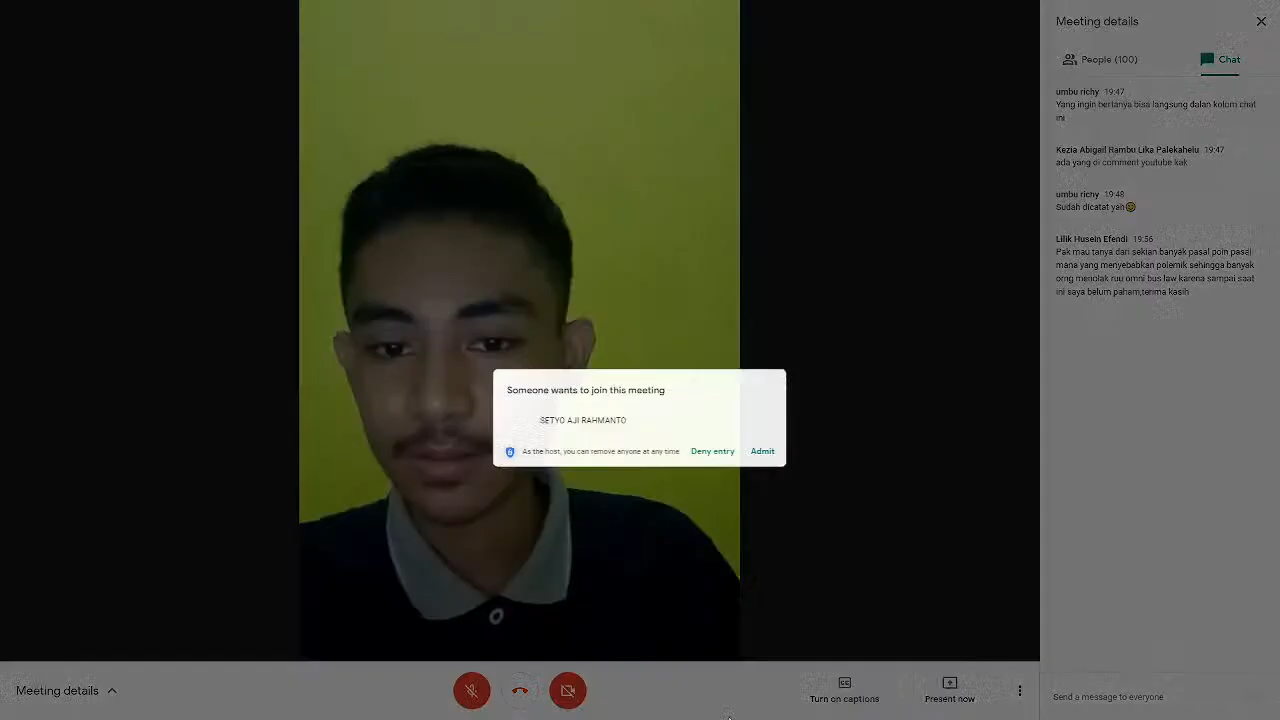 Meeting details
People (100)
Chat
umbu richy 19:47
Yang ingin bertanya bisa langsung dalan kolom chat
ini
Kezia Abigail Rambu Lika Palekahelu 19:47
ada yang di comment youtube kak
umbu richy 19:48
Sudah dicatat yah😊
Lilik Husein Efendi 19:56
Pak mau tanya dari sekian banyak pasal poin pasal
mana yang menyebabkan polemik sehingga banyak
orng menolak ruu omni bus law karena sampai saat
ini saya belum paham,terima kasih
Someone wants to join this meeting
SETYO AJI RAHMANTO
As the host, you can remove anyone at any time
Deny entry
Admit
Meeting details
Turn on captions
Present now
Send a message to everyone